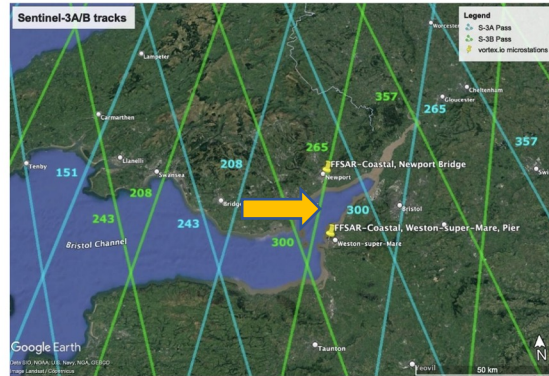 Sentinel-3A/B tracks
Legend
S-3A Pass
S-3B Pass
vortex.io microstations
Worcester
Lampeter
Cheltenham
Gloucester
357
265
Carmarthen
265
357
208
Tenby
151
Llanelli
Swansea
FFSAR-Coastal, Newport Bridge
Newport
208
Bridge
243
243
300
Bristol
Bristol Channel
300
FFSAR-Coastal, Weston-super-Mare, Pier
Weston-super-Mare
Google Earth
Taunton
Yeovil
50 km
N